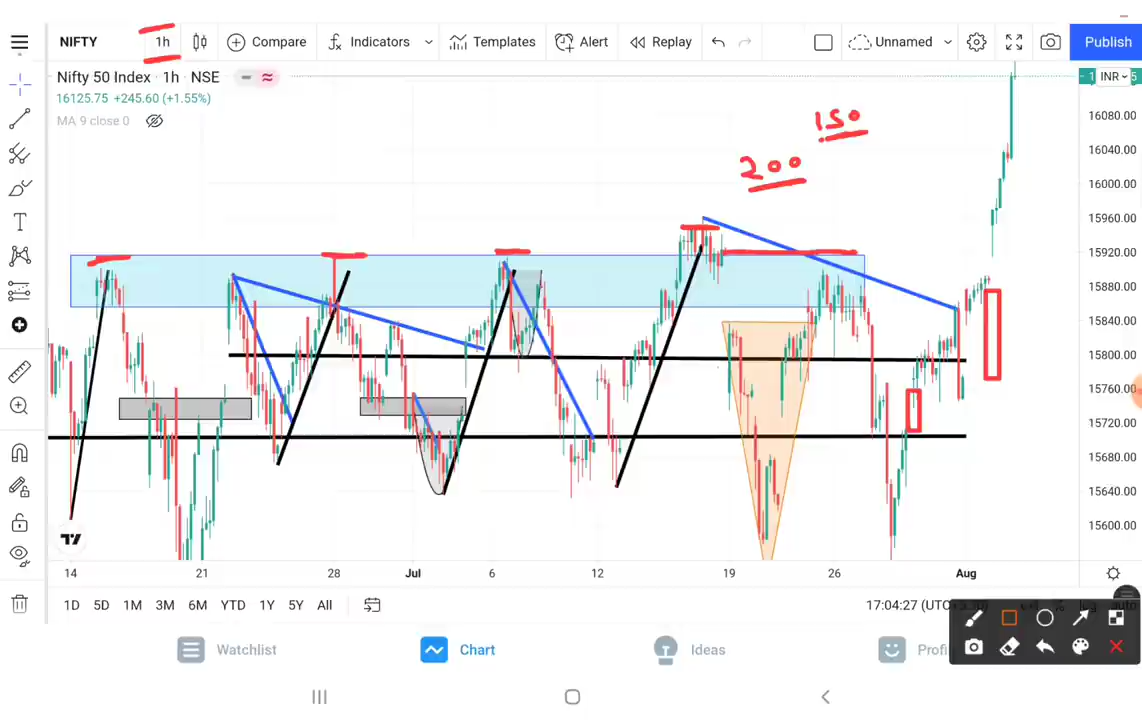 NIFTY 1h Compare Indicators Templates Alert Replay Unnamed Publish
Nifty 50 Index · 1h · NSE
16125.75 +245.60 (+1.55%)
MA 9 close 0
INR
150
200
16080.00
16040.00
16000.00
15960.00
15920.00
15880.00
15840.00
15800.00
15760.00
15720.00
15680.00
15640.00
15600.00
14 21 28 Jul 6 12 19 26 Aug
1D 5D 1M 3M 6M YTD 1Y 5Y All 17:04:27 (UTC
Watchlist Chart Ideas Profi